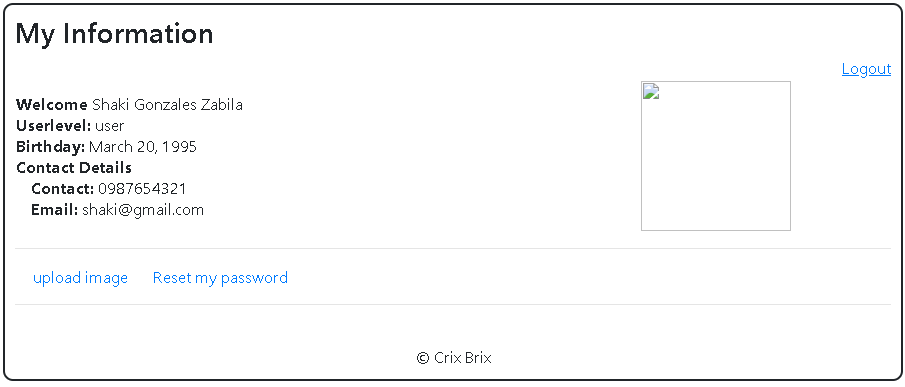 My Information
Logout
Welcome Shaki Gonzales Zabila
Userlevel: user
Birthday: March 20, 1995
Contact Details
Contact: 0987654321
Email: shaki@gmail.com
upload image Reset my password
© Crix Brix